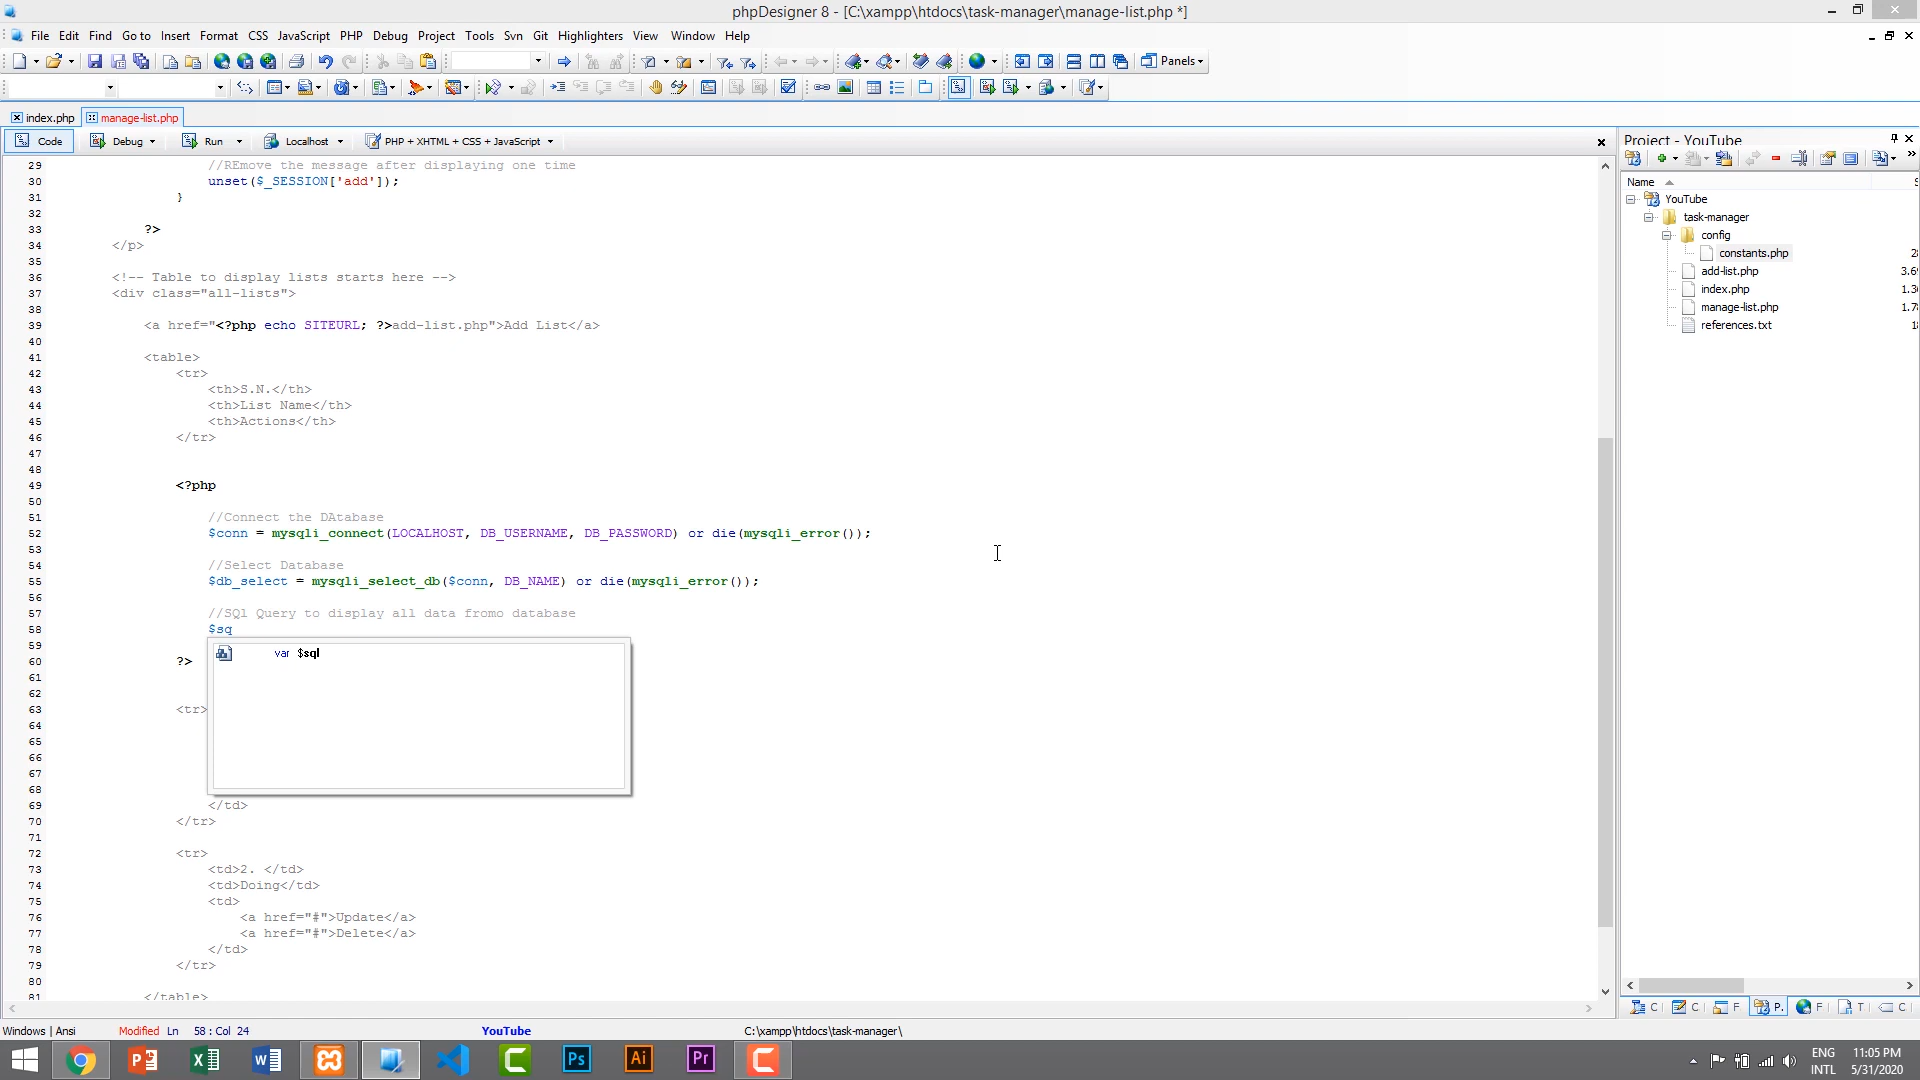 phpDesigner 8 - [C:\xampp\htdocs\task-manager\manage-list.php *]
File Edit Find Go to Insert Format CSS JavaScript PHP Debug Project Tools Svn Git Highlighters View Window Help
Panels
index.php manage-list.php
Code Debug Run Localhost PHP + XHTML + CSS + JavaScript
29 //REmove the message after displaying one time
30 unset($_SESSION['add']);
31 }
32
33 ?>
34 </p>
35
36 <!-- Table to display lists starts here -->
37 <div class="all-lists">
38
39 <a href="<?php echo SITEURL; ?>add-list.php">Add List</a>
40
41 <table>
42 <tr>
43 <th>S.N.</th>
44 <th>List Name</th>
45 <th>Actions</th>
46 </tr>
47
48
49 <?php
50
51 //Connect the DAtabase
52 $conn = mysqli_connect(LOCALHOST, DB_USERNAME, DB_PASSWORD) or die(mysqli_error());
53
54 //Select Database
55 $db_select = mysqli_select_db($conn, DB_NAME) or die(mysqli_error());
56
57 //SQl Query to display all data fromo database
58 $sq
59
var $sql
60 ?>
61
62
63 <tr>
64
65
66
67
68
69 </td>
70 </tr>
71
72 <tr>
73 <td>2. </td>
74 <td>Doing</td>
75 <td>
76 <a href="#">Update</a>
77 <a href="#">Delete</a>
78 </td>
79 </tr>
80
81 </table>
Project - YouTube
Name S
YouTube
task-manager
config
constants.php 2
add-list.php 3.6
index.php 1.3
manage-list.php 1.7
references.txt 1
C C F P. F T C
Windows | Ansi Modified Ln 58 : Col 24 YouTube C:\xampp\htdocs\task-manager\
Ps Ai Pr
ENG 11:05 PM
INTL 5/31/2020